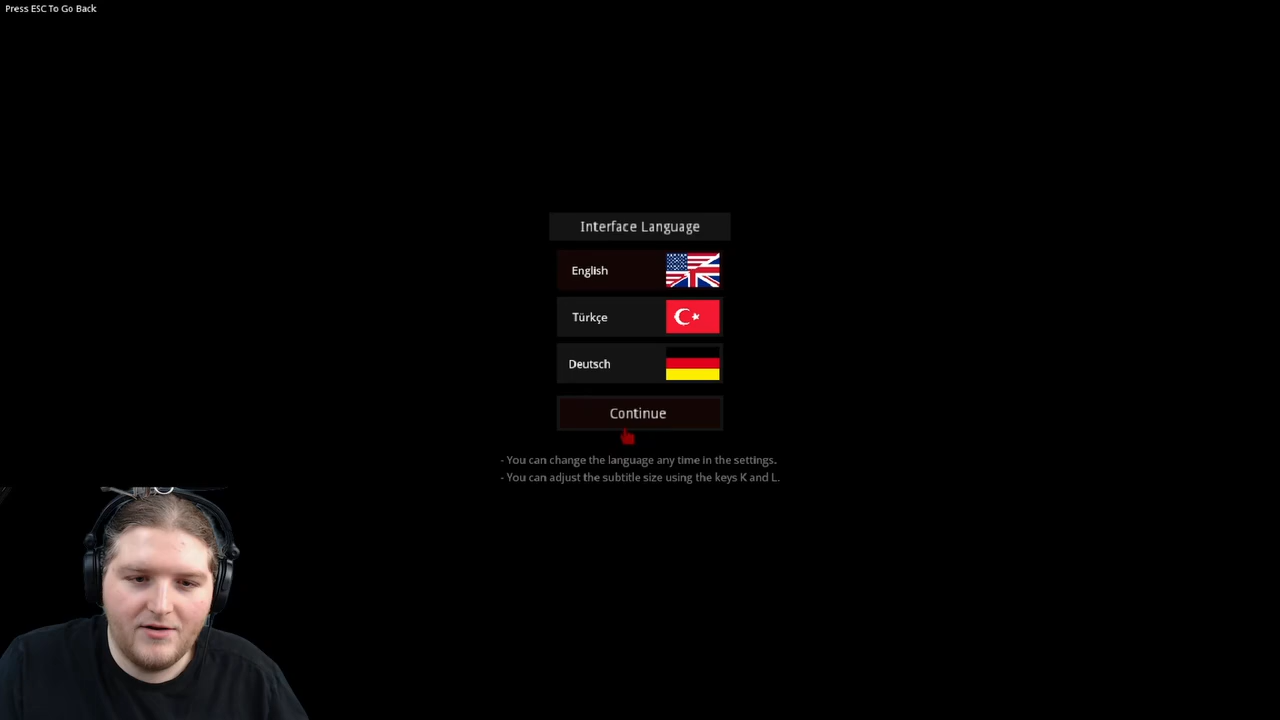 Press ESC To Go Back
Interface Language
English
Türkçe
Deutsch
Continue
- You can change the language any time in the settings.
- You can adjust the subtitle size using the keys K and L.